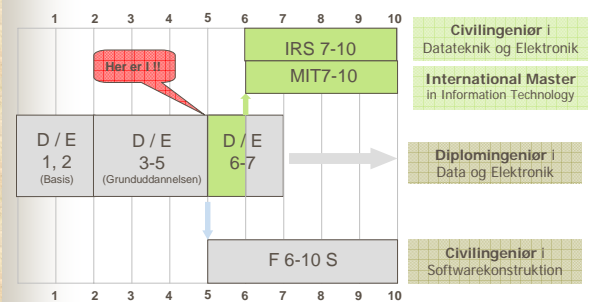 1 2 3 4 5 6 7 8 9 10
IRS 7-10
MIT7-10
Civilingeniør i
Datateknik og Elektronik
International Master
in Information Technology
Her er I !!
D / E
1, 2
(Basis)
D / E
3-5
(Grunduddannelsen)
D / E
6-7
Diplomingeniør i
Data og Elektronik
F 6-10 S
Civilingeniør i
Softwarekonstruktion
1 2 3 4 5 6 7 8 9 10